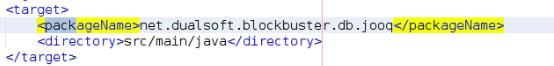 <target>
<packageName>net.dualsoft.blockbuster.db.jooq</packageName>
<directory>src/main/java</directory>
</target>